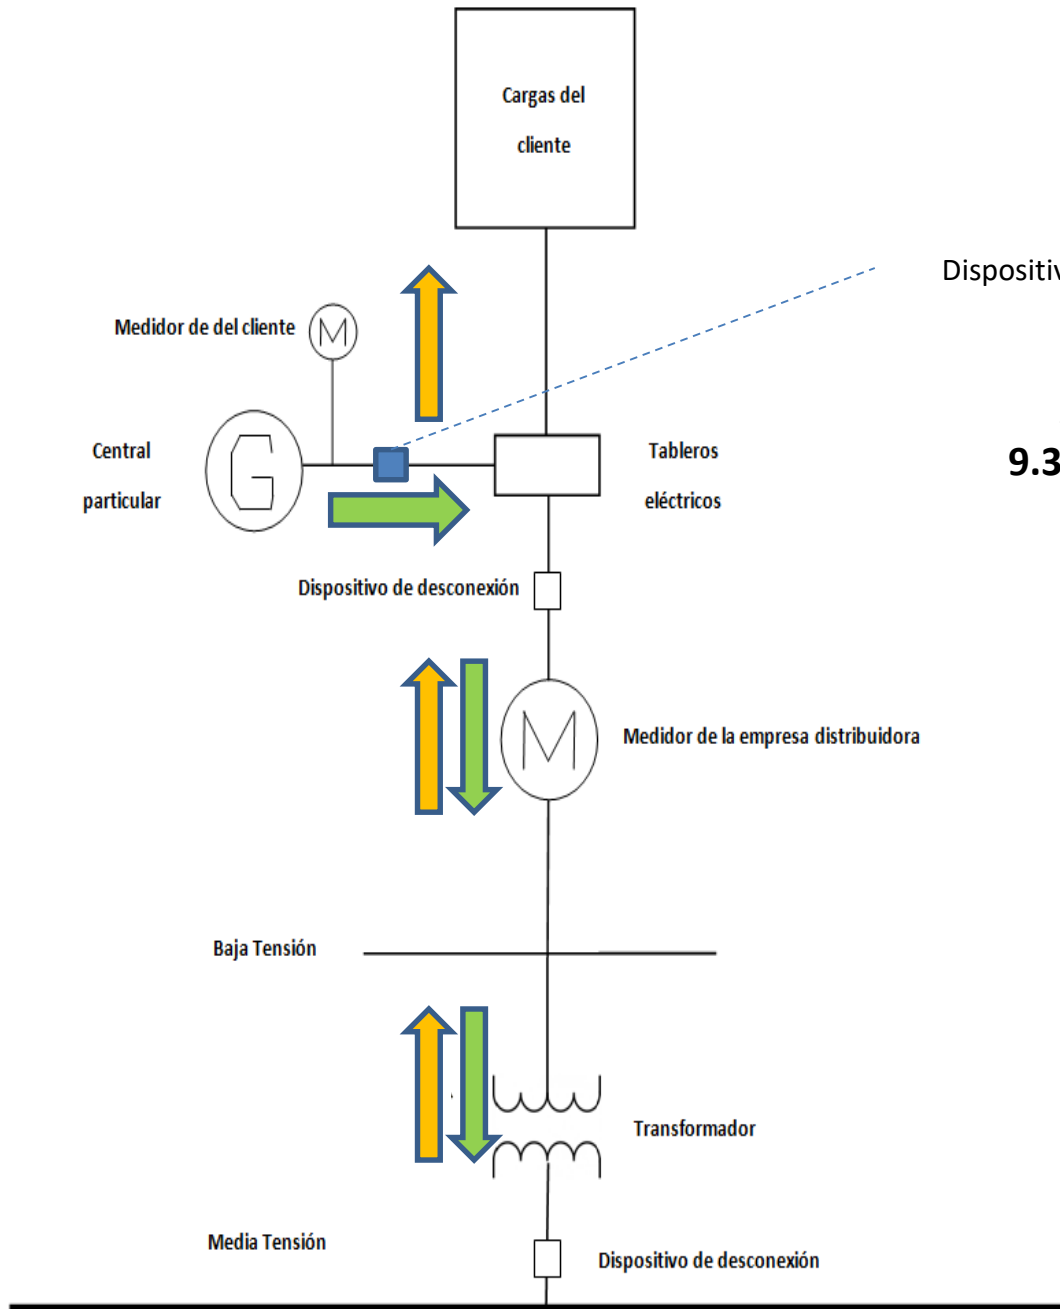 Cargas del
cliente
Dispositiv
Medidor de del cliente
M
Central
particular
G
Tableros
eléctricos
9.3
Dispositivo de desconexión
M
Medidor de la empresa distribuidora
Baja Tensión
Transformador
Media Tensión
Dispositivo de desconexión